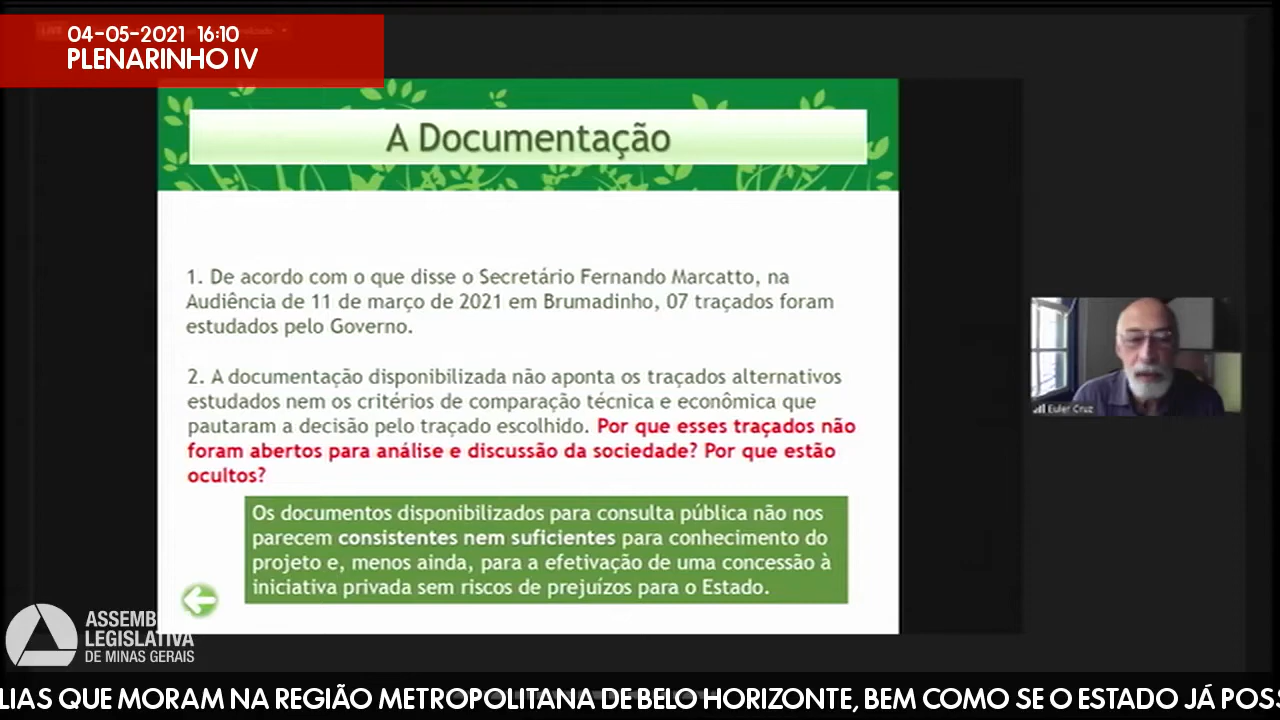 04-05-2021 16:10
PLENARINHO IV
A Documentação
1. De acordo com o que disse o Secretário Fernando Marcatto, na
Audiência de 11 de março de 2021 em Brumadinho, 07 traçados foram
estudados pelo Governo.
2. A documentação disponibilizada não aponta os traçados alternativos
estudados nem os critérios de comparação técnica e econômica que
pautaram a decisão pelo traçado escolhido. Por que esses traçados não
foram abertos para análise e discussão da sociedade? Por que estão
ocultos?
Os documentos disponibilizados para consulta pública não nos
parecem consistentes nem suficientes para conhecimento do
projeto e, menos ainda, para a efetivação de uma concessão à
iniciativa privada sem riscos de prejuízos para o Estado.
Euler Cruz
ASSEMB
LEGISLATIVA
DE MINAS GERAIS
LIAS QUE MORAM NA REGIÃO METROPOLITANA DE BELO HORIZONTE, BEM COMO SE O ESTADO JÁ POSS